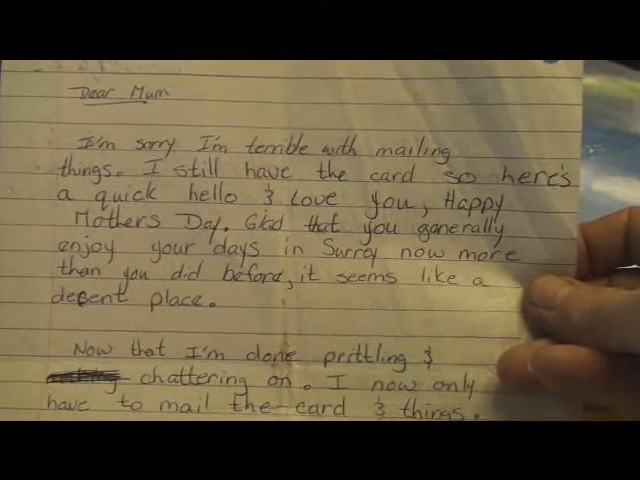 Dear Mum
I'm sorry I'm terrible with mailing
things. I still have the card so here's
a quick hello & Love you, Happy
Mothers Day. Glad that you generally
enjoy your days in Surrey now more
than you did before, it seems like a
decent place.
Now that I'm done prittling &
chattering on. I now only
have to mail the card & things.